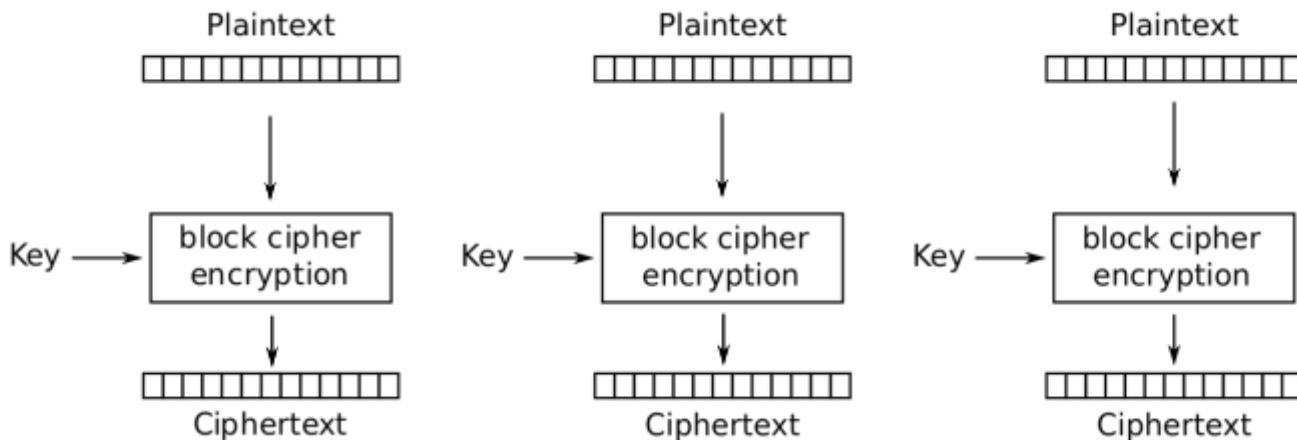 Plaintext
Plaintext
Plaintext
Key
block cipher
encryption
Key
block cipher
encryption
Key
block cipher
encryption
Ciphertext
Ciphertext
Ciphertext